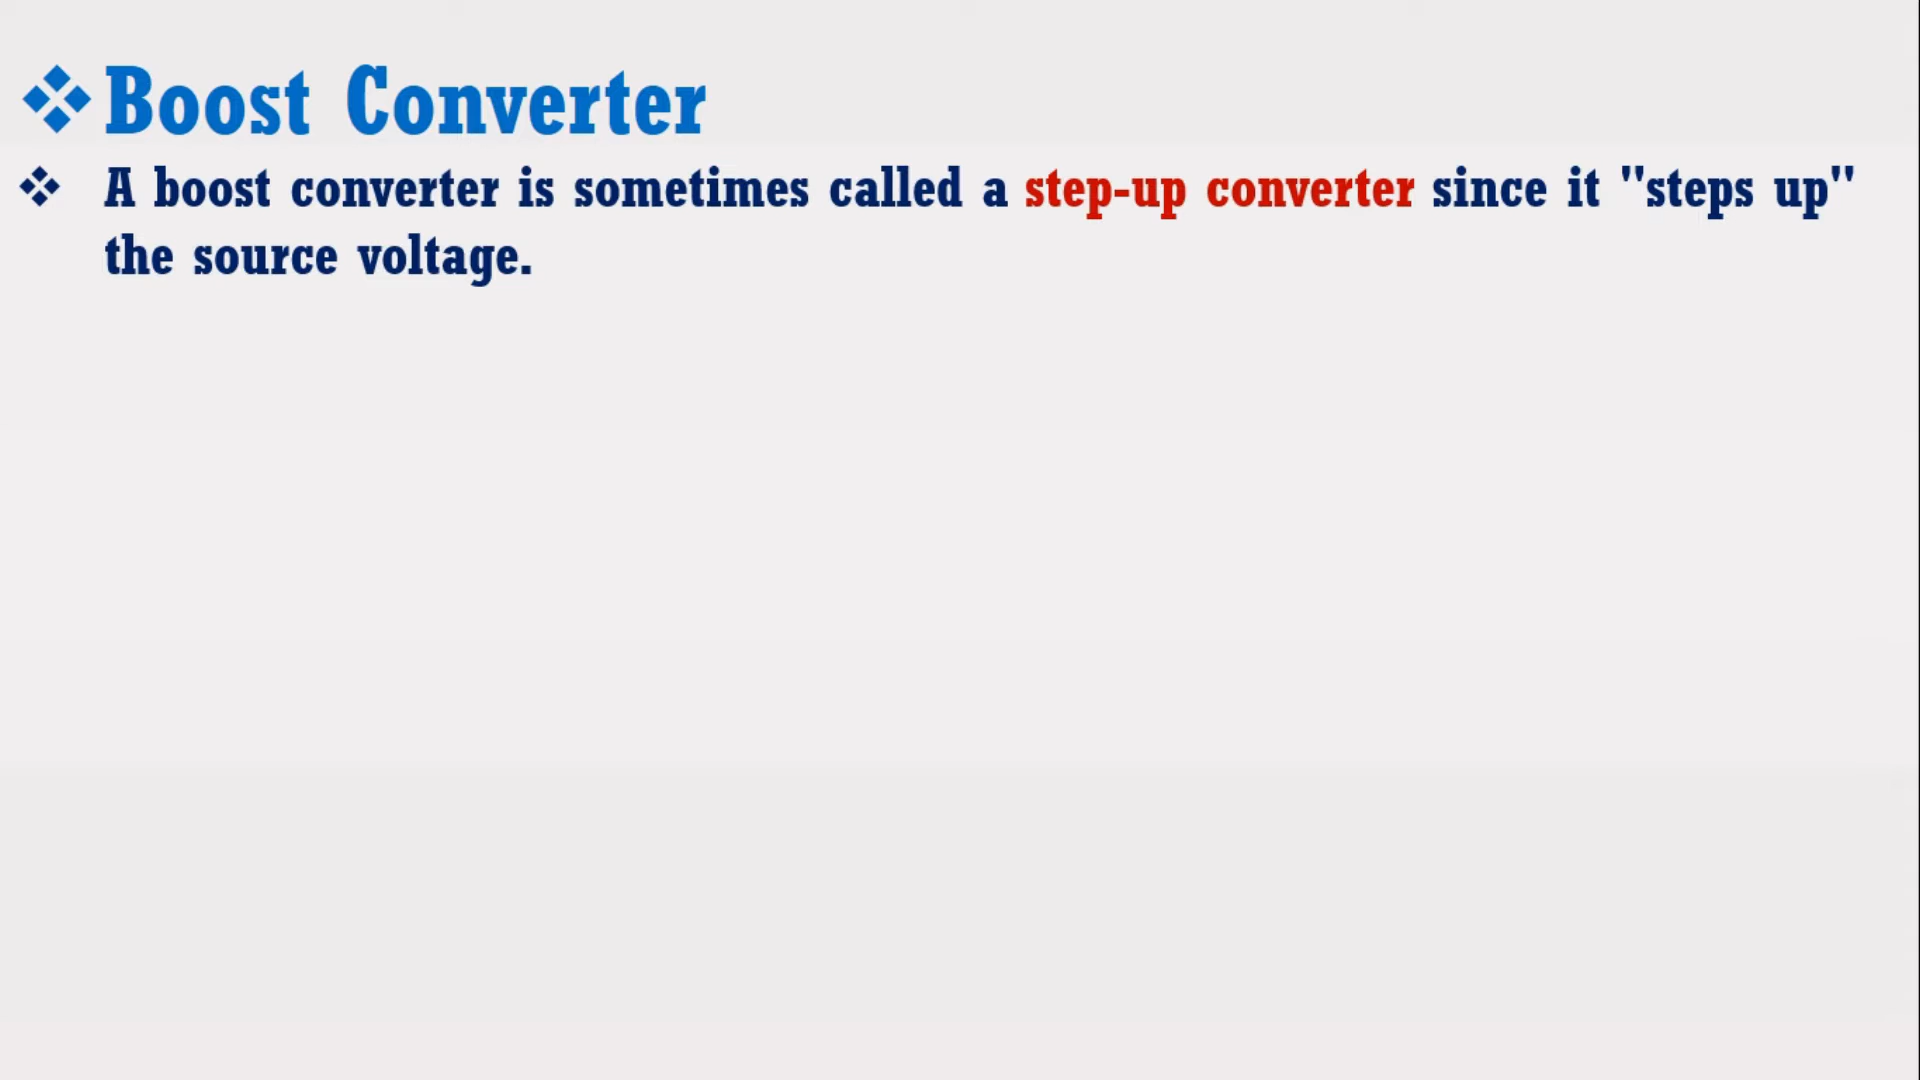 Boost Converter
A boost converter is sometimes called a step-up converter since it "steps up"
the source voltage.